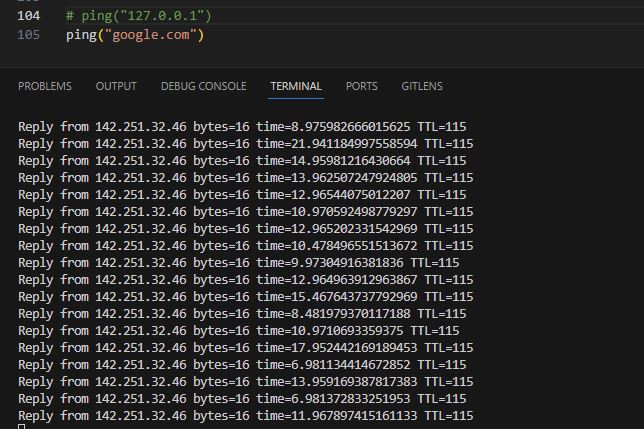 104 # ping("127.0.0.1")
105 ping("google.com")
PROBLEMS OUTPUT DEBUG CONSOLE TERMINAL PORTS GITLENS
Reply from 142.251.32.46 bytes=16 time=8.975982666015625 TTL=115
Reply from 142.251.32.46 bytes=16 time=21.941184997558594 TTL=115
Reply from 142.251.32.46 bytes=16 time=14.95981216430664 TTL=115
Reply from 142.251.32.46 bytes=16 time=13.962507247924805 TTL=115
Reply from 142.251.32.46 bytes=16 time=12.96544075012207 TTL=115
Reply from 142.251.32.46 bytes=16 time=10.970592498779297 TTL=115
Reply from 142.251.32.46 bytes=16 time=12.965202331542969 TTL=115
Reply from 142.251.32.46 bytes=16 time=10.478496551513672 TTL=115
Reply from 142.251.32.46 bytes=16 time=9.97304916381836 TTL=115
Reply from 142.251.32.46 bytes=16 time=12.964963912963867 TTL=115
Reply from 142.251.32.46 bytes=16 time=15.467643737792969 TTL=115
Reply from 142.251.32.46 bytes=16 time=8.481979370117188 TTL=115
Reply from 142.251.32.46 bytes=16 time=10.9710693359375 TTL=115
Reply from 142.251.32.46 bytes=16 time=17.952442169189453 TTL=115
Reply from 142.251.32.46 bytes=16 time=6.981134414672852 TTL=115
Reply from 142.251.32.46 bytes=16 time=13.959169387817383 TTL=115
Reply from 142.251.32.46 bytes=16 time=6.981372833251953 TTL=115
Reply from 142.251.32.46 bytes=16 time=11.967897415161133 TTL=115